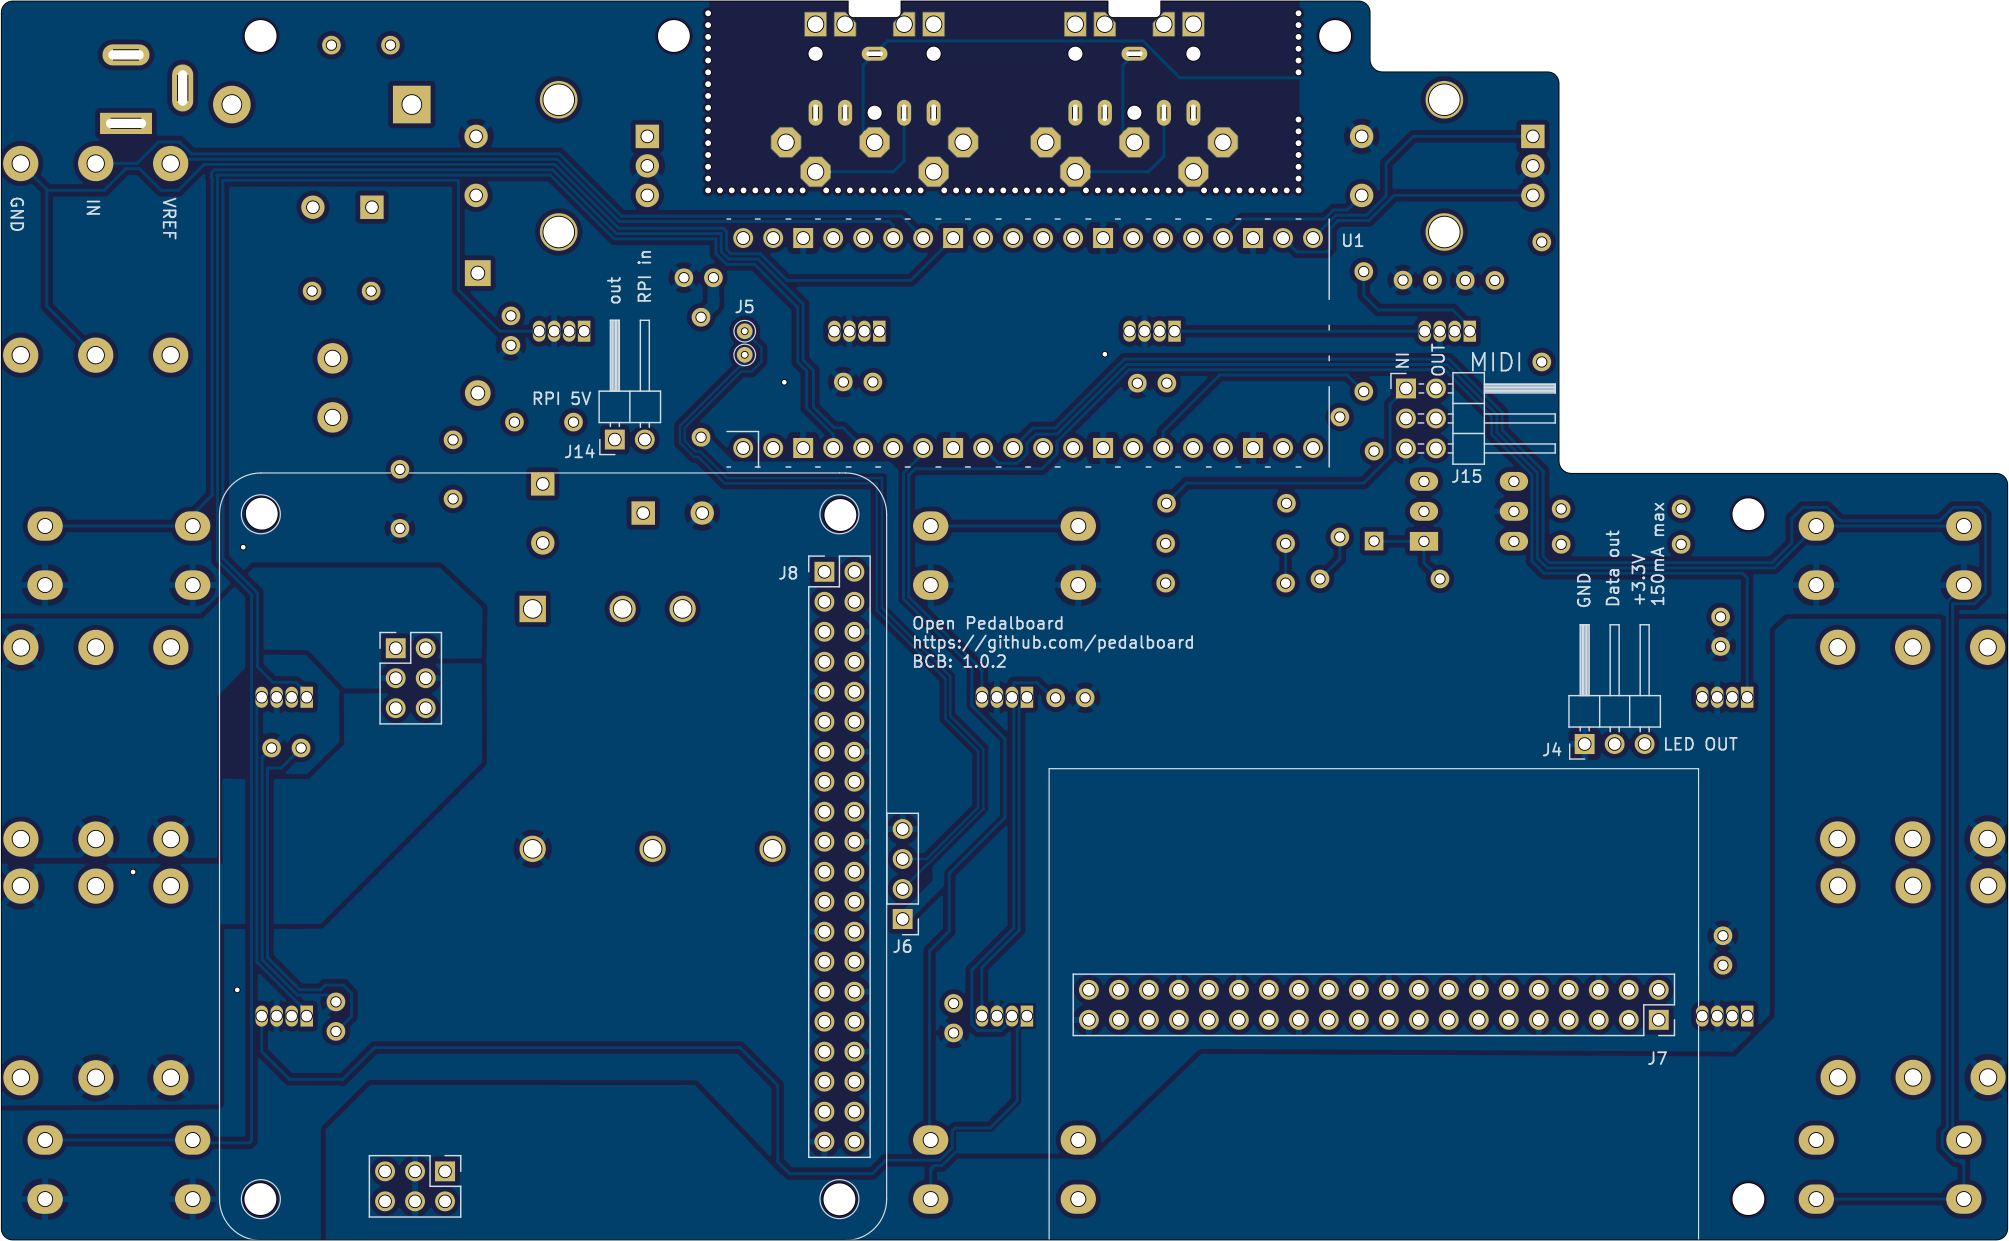 GND
IN
VREF
out
RPI in
J5
U1
RPI 5V
J14
INI
OUT
MIDI
J15
J8
Open Pedalboard
https://github.com/pedalboard
BCB: 1.0.2
GND
Data out
+3.3V
150mA max
J4
LED OUT
J6
J7